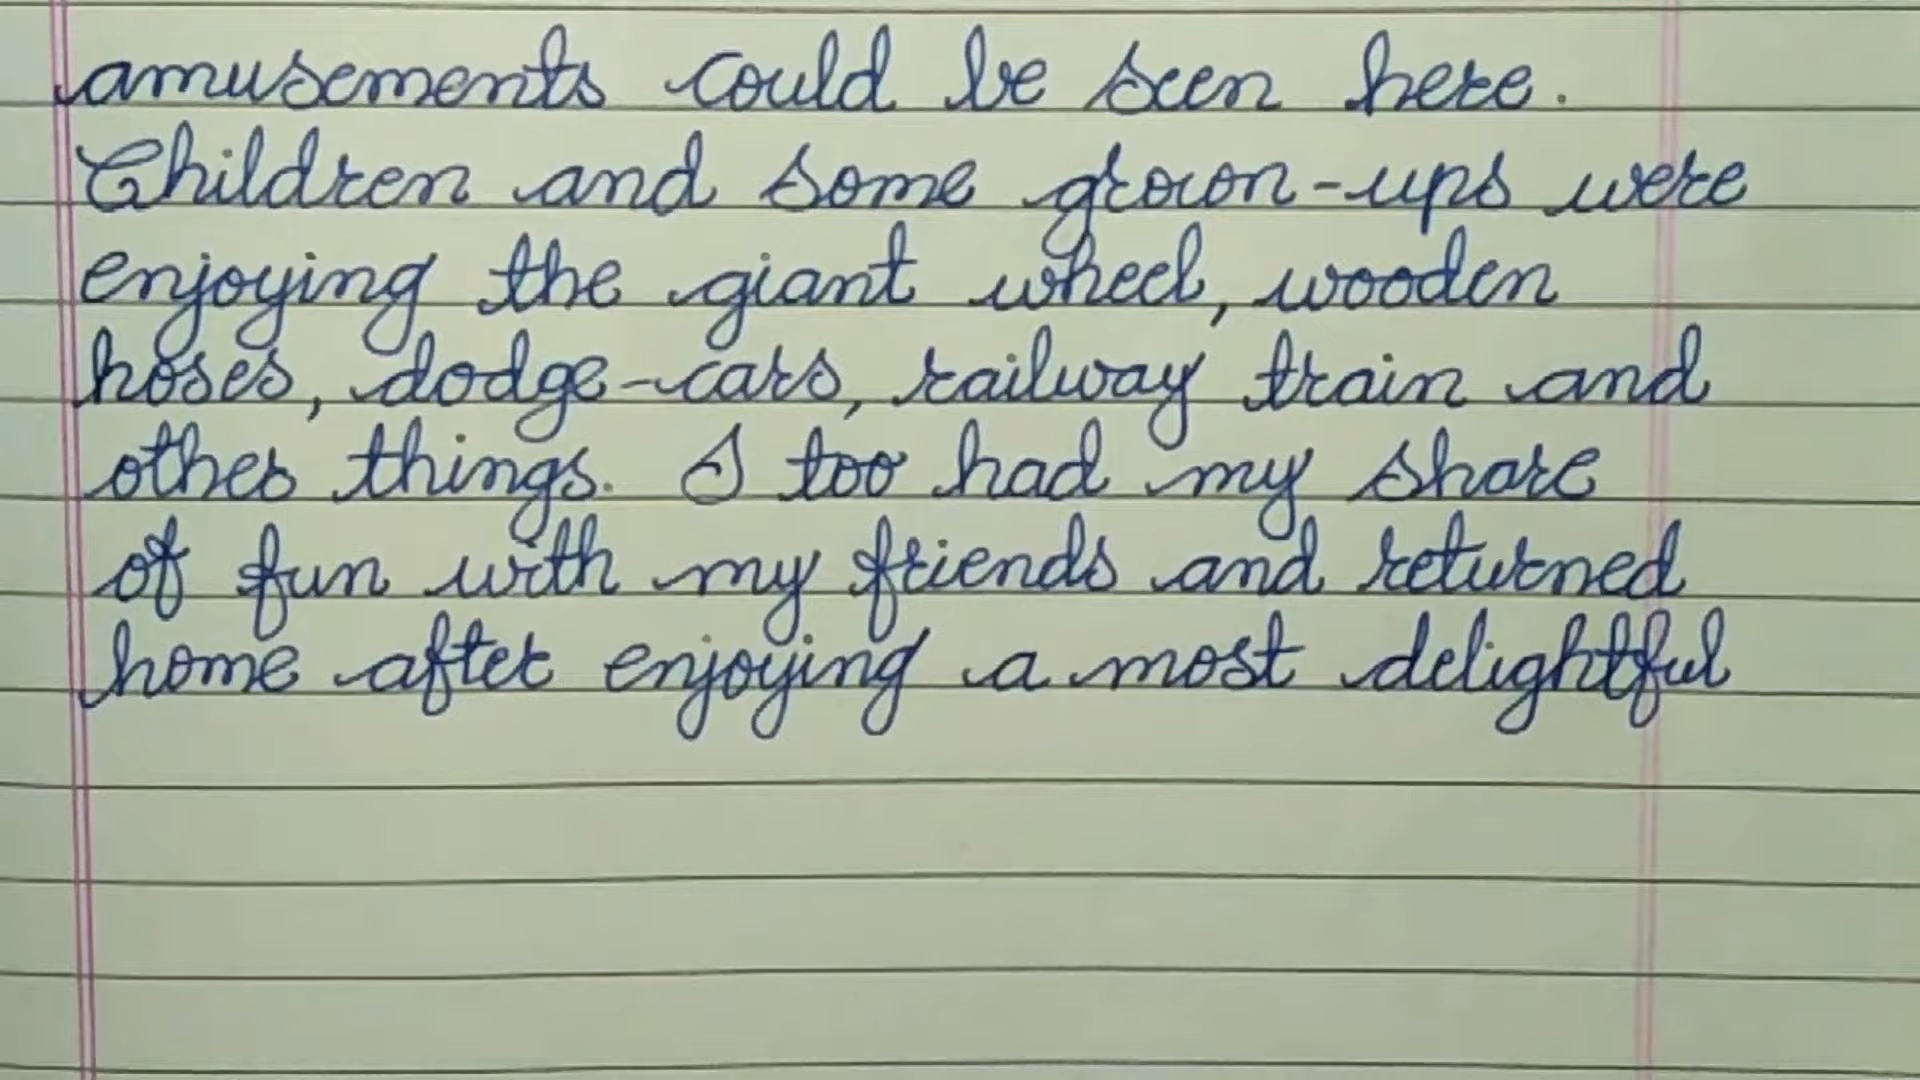 amusements could be seen here.
Children and some grown-ups were
enjoying the giant wheel, wooden
hoses, dodge-cars, railway train and
other things. I too had my share
of fun with my friends and returned
home after enjoying a most delightful